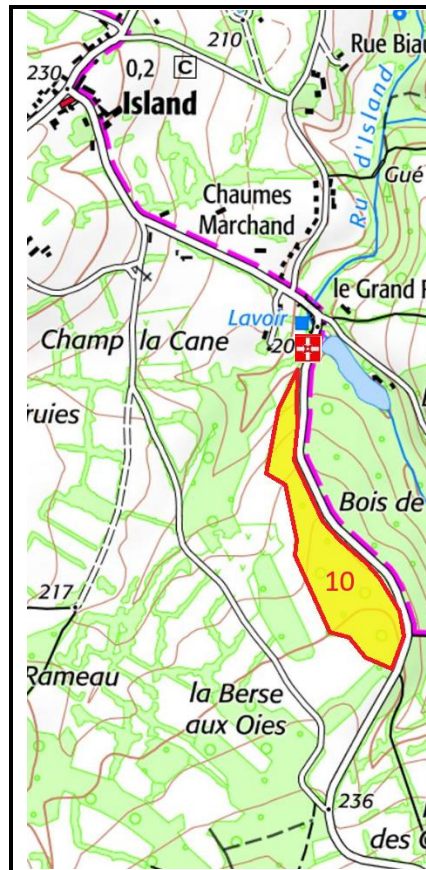 210
Rue Biau
230
0,2
C
Island
Ru d'Island
Gué
Chaumes
Marchand
le Grand
Lavoir
20
Champ la Cane
ruies
Bois de
10
217
Rameau
la Berse
aux Oies
236
des